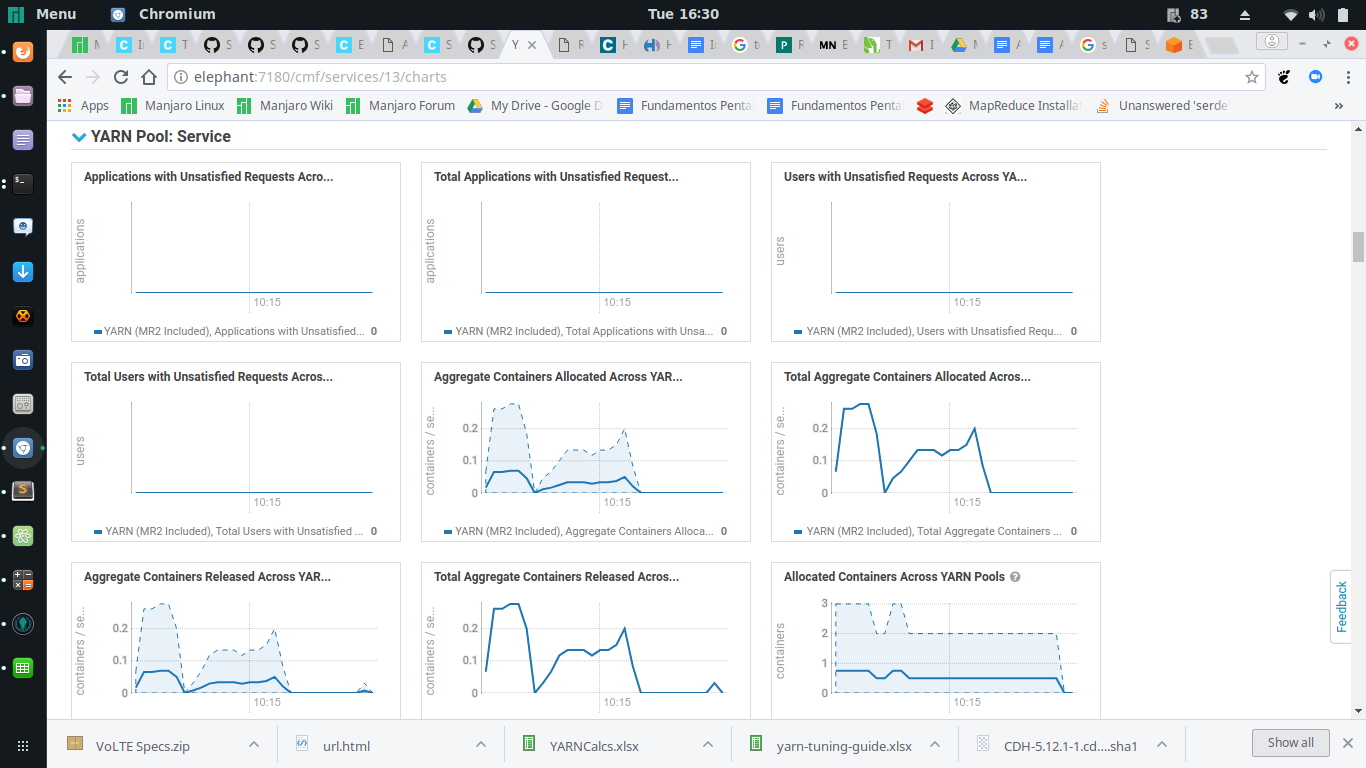 Menu Chromium Tue 16:30 83
elephant:7180/cmf/services/13/charts
Apps Manjaro Linux Manjaro Wiki Manjaro Forum My Drive - Google D Fundamentos Penta Fundamentos Penta MapReduce Installa Unanswered 'serde' »
YARN Pool: Service
Applications with Unsatisfied Requests Acro...
applications
10:15
YARN (MR2 Included), Applications with Unsatisfied... 0
Total Applications with Unsatisfied Request...
applications
10:15
YARN (MR2 Included), Total Applications with Unsa... 0
Users with Unsatisfied Requests Across YA...
users
10:15
YARN (MR2 Included), Users with Unsatisfied Requ... 0
Total Users with Unsatisfied Requests Acros...
users
10:15
YARN (MR2 Included), Total Users with Unsatisfied ... 0
Aggregate Containers Allocated Across YAR...
containers / se...
0.2
0.1
0
10:15
YARN (MR2 Included), Aggregate Containers Alloca... 0
Total Aggregate Containers Allocated Acros...
containers / se...
0.2
0.1
0
10:15
YARN (MR2 Included), Total Aggregate Containers ... 0
Aggregate Containers Released Across YAR...
containers / se...
0.2
0.1
0
10:15
Total Aggregate Containers Released Acros...
containers / se...
0.2
0.1
0
10:15
Allocated Containers Across YARN Pools ?
containers
3
2
1
0
10:15
Feedback
VoLTE Specs.zip url.html YARNCalcs.xlsx yarn-tuning-guide.xlsx CDH-5.12.1-1.cd....sha1 Show all